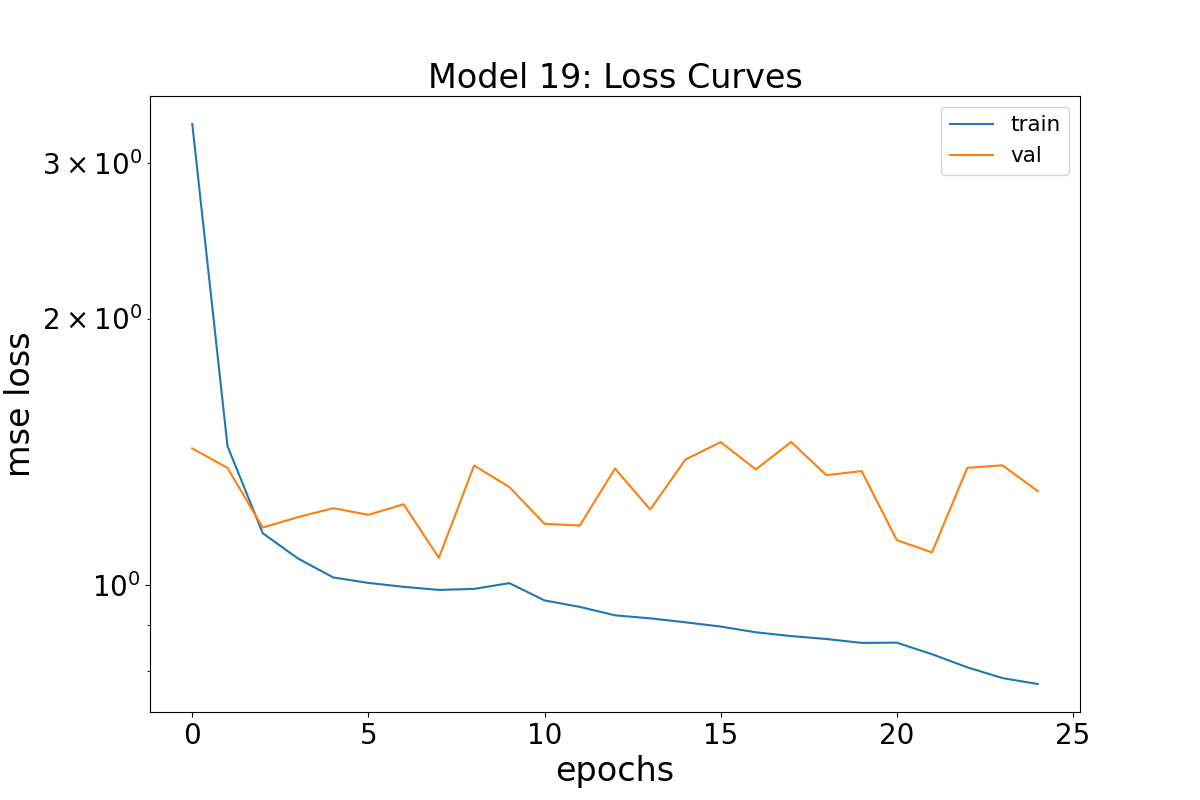 Model 19: Loss Curves
train
val
3 × 10⁰
2 × 10⁰
10⁰
mse loss
0 5 10 15 20 25
epochs